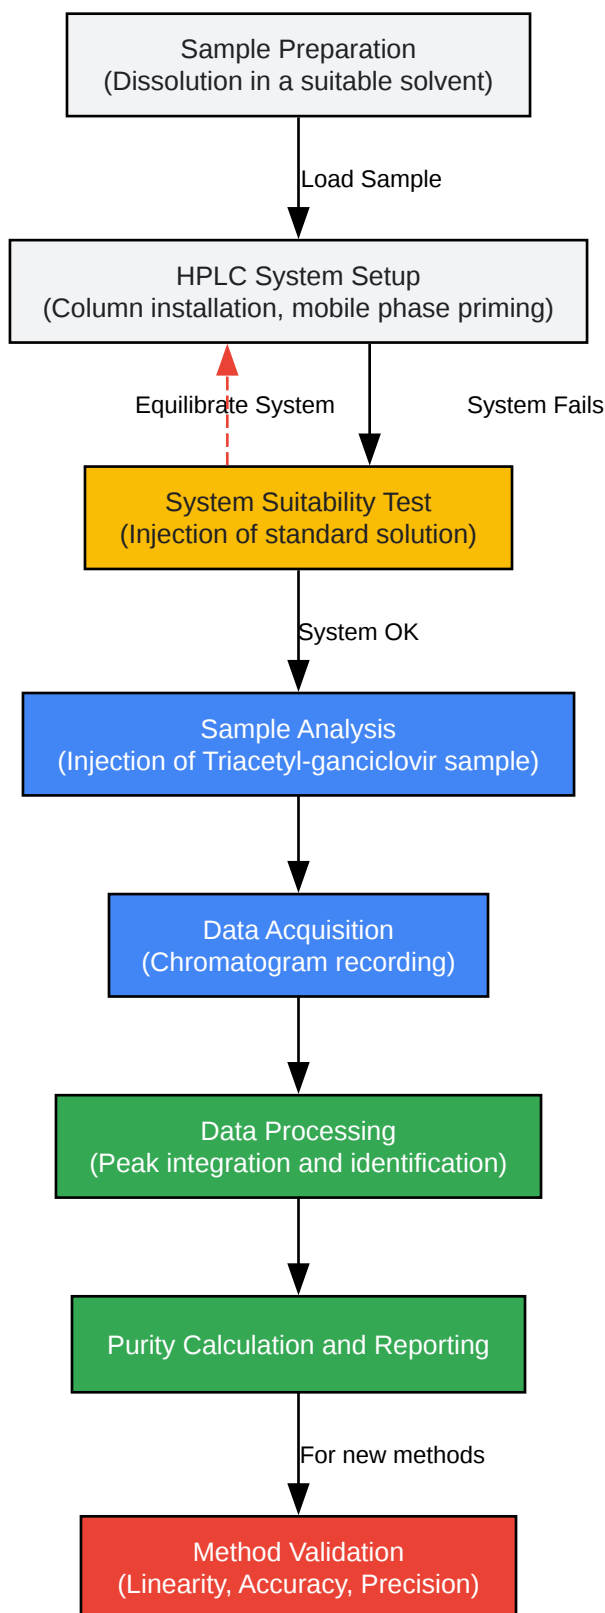 Sample Preparation
(Dissolution in a suitable solvent)
Load Sample
HPLC System Setup
(Column installation, mobile phase priming)
Equilibrate System
System Fails
System Suitability Test
(Injection of standard solution)
System OK
Sample Analysis
(Injection of Triacetyl-ganciclovir sample)
Data Acquisition
(Chromatogram recording)
Data Processing
(Peak integration and identification)
Purity Calculation and Reporting
For new methods
Method Validation
(Linearity, Accuracy, Precision)